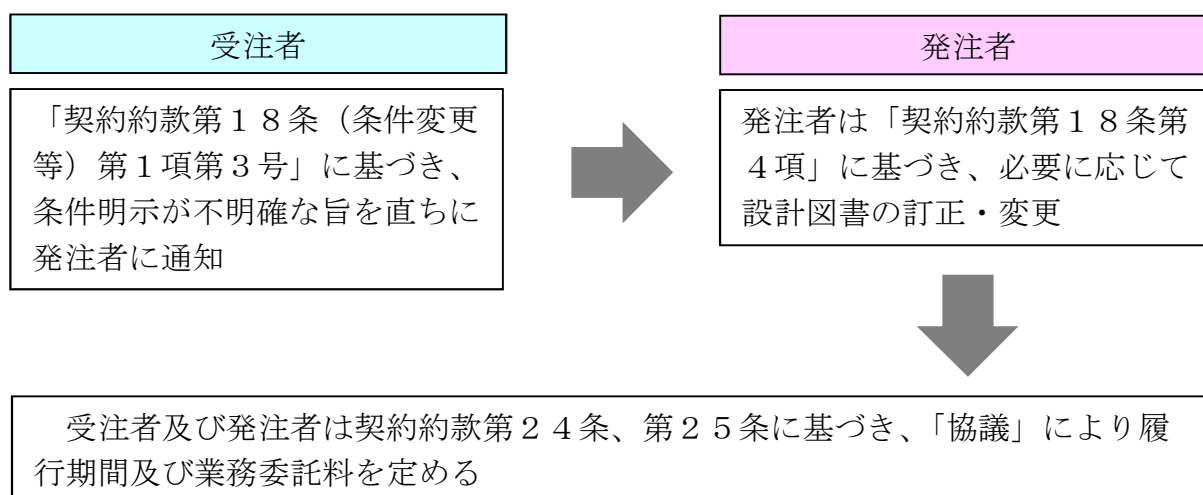 受注者
「契約約款第１８条（条件変更
等）第１項第３号」に基づき、
条件明示が不明確な旨を直ちに
発注者に通知
発注者
発注者は「契約約款第１８条第
４項」に基づき、必要に応じて
設計図書の訂正・変更
受注者及び発注者は契約約款第２４条、第２５条に基づき、「協議」により履
行期間及び業務委託料を定める